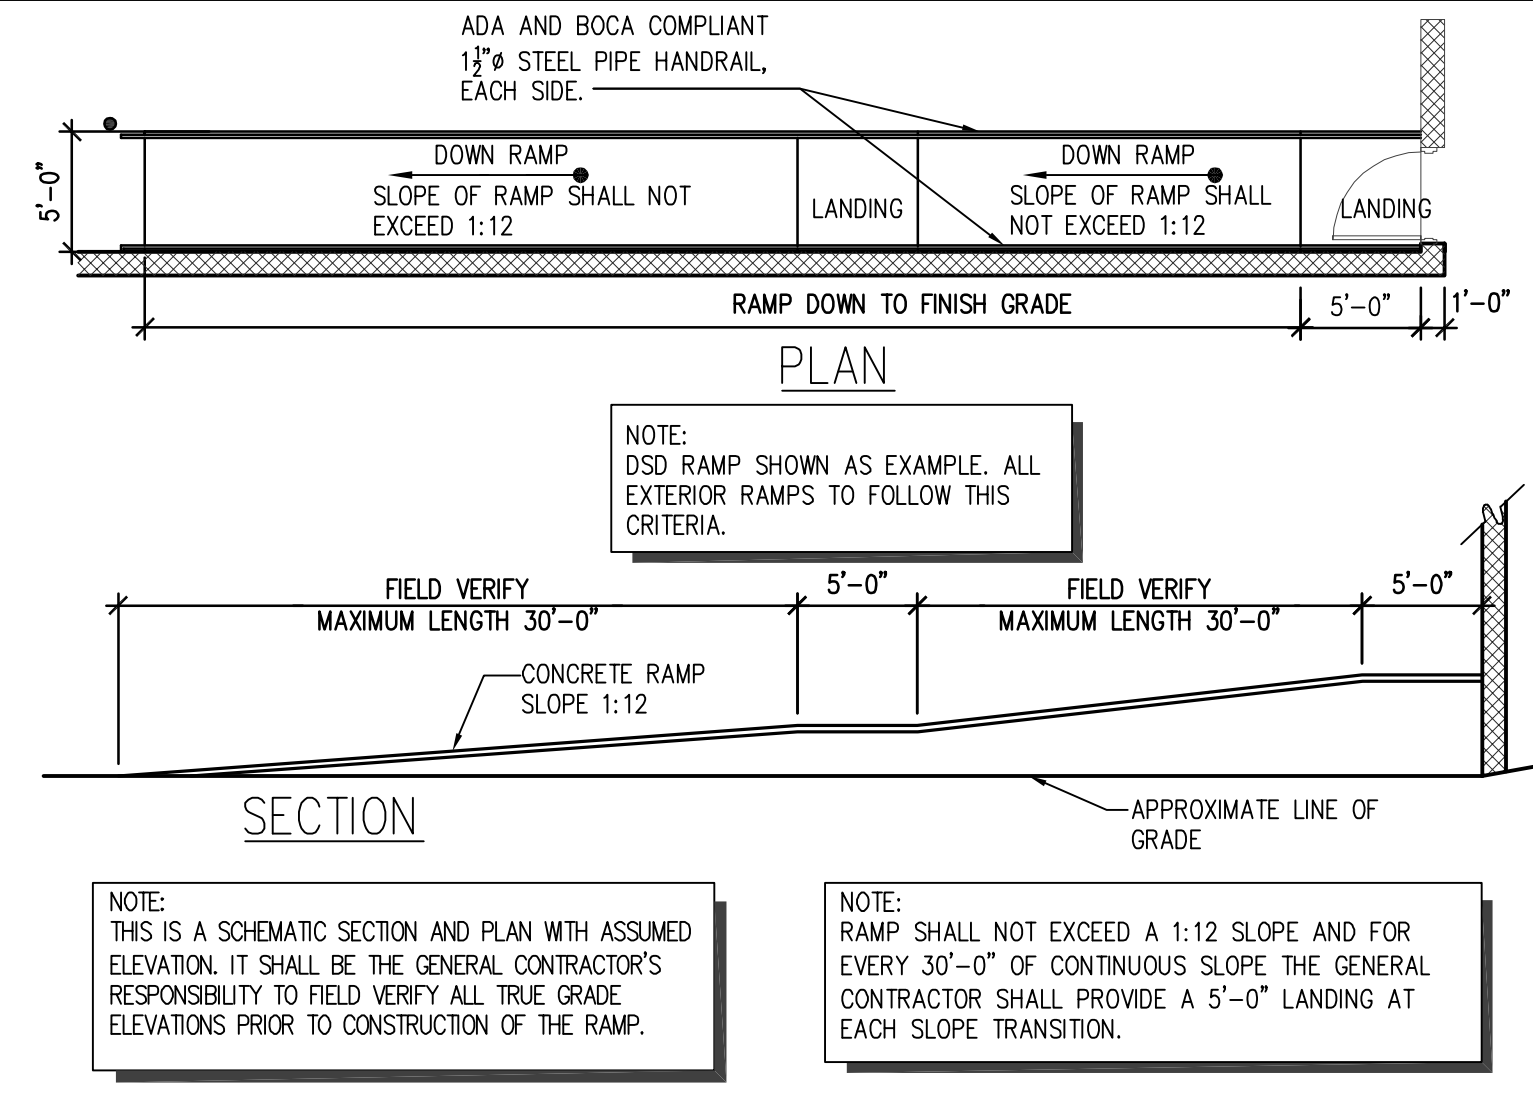 ADA AND BOCA COMPLIANT
1½"ø STEEL PIPE HANDRAIL,
EACH SIDE.
5'-0"
DOWN RAMP
SLOPE OF RAMP SHALL NOT
EXCEED 1:12
LANDING
DOWN RAMP
SLOPE OF RAMP SHALL
NOT EXCEED 1:12
LANDING
RAMP DOWN TO FINISH GRADE
5'-0"
1'-0"
PLAN
NOTE:
DSD RAMP SHOWN AS EXAMPLE. ALL
EXTERIOR RAMPS TO FOLLOW THIS
CRITERIA.
FIELD VERIFY
MAXIMUM LENGTH 30'-0"
5'-0"
FIELD VERIFY
MAXIMUM LENGTH 30'-0"
5'-0"
CONCRETE RAMP
SLOPE 1:12
SECTION
APPROXIMATE LINE OF
GRADE
NOTE:
THIS IS A SCHEMATIC SECTION AND PLAN WITH ASSUMED
ELEVATION. IT SHALL BE THE GENERAL CONTRACTOR'S
RESPONSIBILITY TO FIELD VERIFY ALL TRUE GRADE
ELEVATIONS PRIOR TO CONSTRUCTION OF THE RAMP.
NOTE:
RAMP SHALL NOT EXCEED A 1:12 SLOPE AND FOR
EVERY 30'-0" OF CONTINUOUS SLOPE THE GENERAL
CONTRACTOR SHALL PROVIDE A 5'-0" LANDING AT
EACH SLOPE TRANSITION.